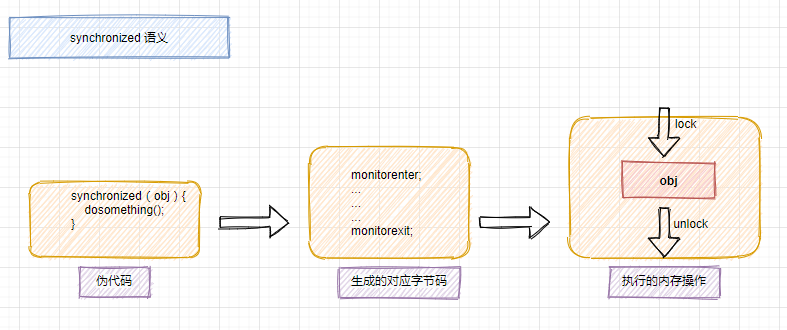 synchronized 语义
synchronized（obj）{
dosomething();
}
伪代码
monitorenter;
...
...
...
monitorexit;
生成的对应字节码
lock
obj
unlock
执行的内存操作